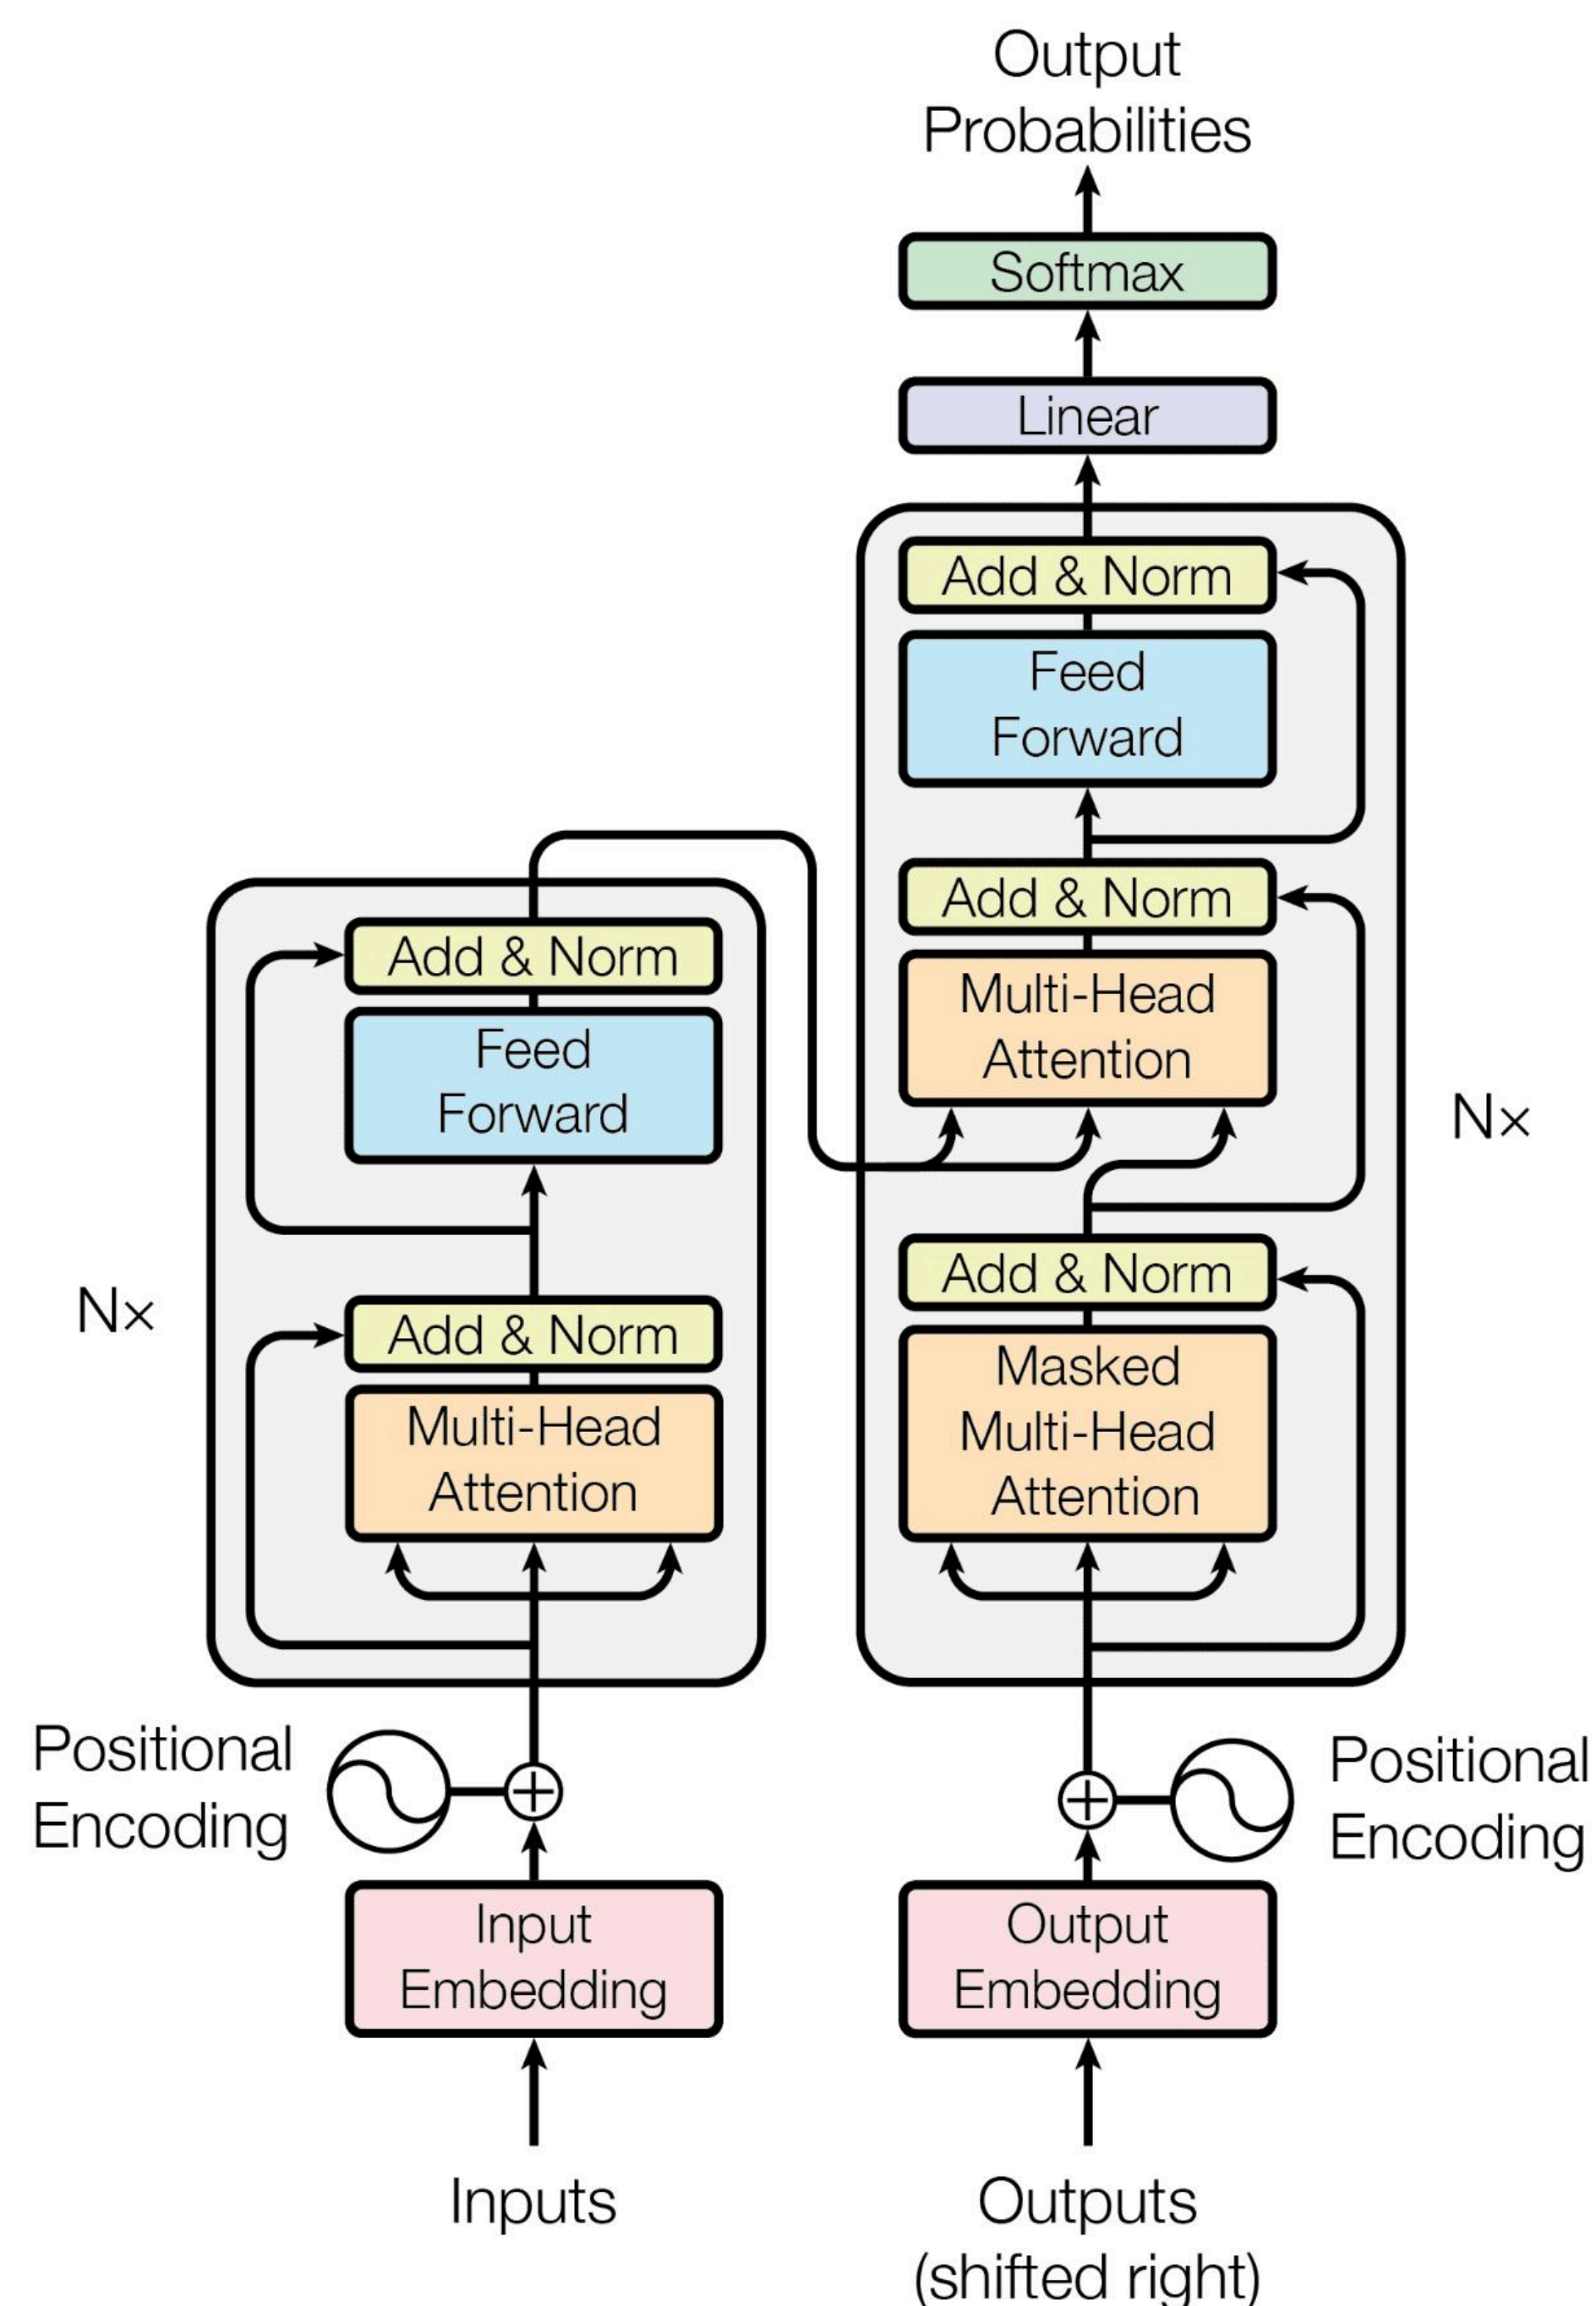 Output
Probabilities
Softmax
Linear
Add & Norm
Feed
Forward
Add & Norm
Multi-Head
Attention
Add & Norm
Masked
Multi-Head
Attention
N×
Add & Norm
Feed
Forward
Add & Norm
Multi-Head
Attention
N×
Positional
Encoding
Positional
Encoding
Input
Embedding
Output
Embedding
Inputs
Outputs
(shifted right)